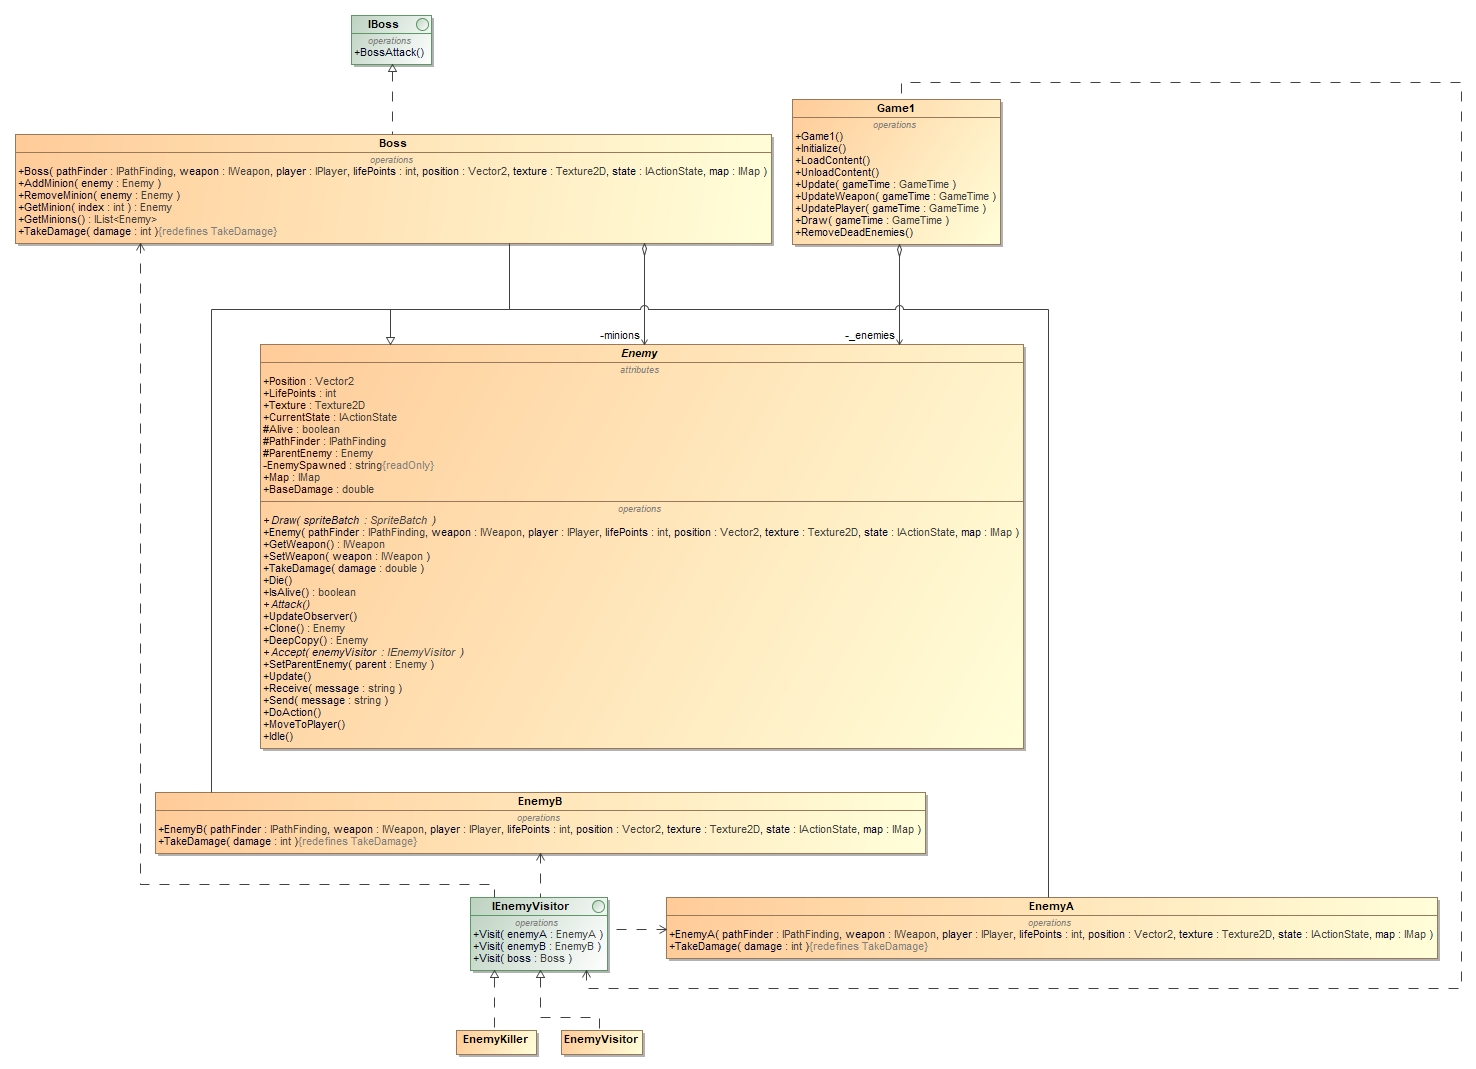 IBoss
operations
+BossAttack()
Boss
operations
+Boss( pathFinder : IPathFinding, weapon : IWeapon, player : IPlayer, lifePoints : int, position : Vector2, texture : Texture2D, state : IActionState, map : IMap )
+AddMinion( enemy : Enemy )
+RemoveMinion( enemy : Enemy )
+GetMinion( index : int ) : Enemy
+GetMinions() : IList<Enemy>
+TakeDamage( damage : int ){redefines TakeDamage}
Game1
operations
+Game1()
+Initialize()
+LoadContent()
+UnloadContent()
+Update( gameTime : GameTime )
+UpdateWeapon( gameTime : GameTime )
+UpdatePlayer( gameTime : GameTime )
+Draw( gameTime : GameTime )
+RemoveDeadEnemies()
-minions
-_enemies
Enemy
attributes
+Position : Vector2
+LifePoints : int
+Texture : Texture2D
+CurrentState : IActionState
#Alive : boolean
#PathFinder : IPathFinding
#ParentEnemy : Enemy
-EnemySpawned : string{readOnly}
+Map : IMap
+BaseDamage : double
operations
+Draw( spriteBatch : SpriteBatch )
+Enemy( pathFinder : IPathFinding, weapon : IWeapon, player : IPlayer, lifePoints : int, position : Vector2, texture : Texture2D, state : IActionState, map : IMap )
+GetWeapon() : IWeapon
+SetWeapon( weapon : IWeapon )
+TakeDamage( damage : double )
+Die()
+IsAlive() : boolean
+Attack()
+UpdateObserver()
+Clone() : Enemy
+DeepCopy() : Enemy
+Accept( enemyVisitor : IEnemyVisitor )
+SetParentEnemy( parent : Enemy )
+Update()
+Receive( message : string )
+Send( message : string )
+DoAction()
+MoveToPlayer()
+Idle()
EnemyB
operations
+EnemyB( pathFinder : IPathFinding, weapon : IWeapon, player : IPlayer, lifePoints : int, position : Vector2, texture : Texture2D, state : IActionState, map : IMap )
+TakeDamage( damage : int ){redefines TakeDamage}
IEnemyVisitor
operations
+Visit( enemyA : EnemyA )
+Visit( enemyB : EnemyB )
+Visit( boss : Boss )
EnemyA
operations
+EnemyA( pathFinder : IPathFinding, weapon : IWeapon, player : IPlayer, lifePoints : int, position : Vector2, texture : Texture2D, state : IActionState, map : IMap )
+TakeDamage( damage : int ){redefines TakeDamage}
EnemyKiller
EnemyVisitor